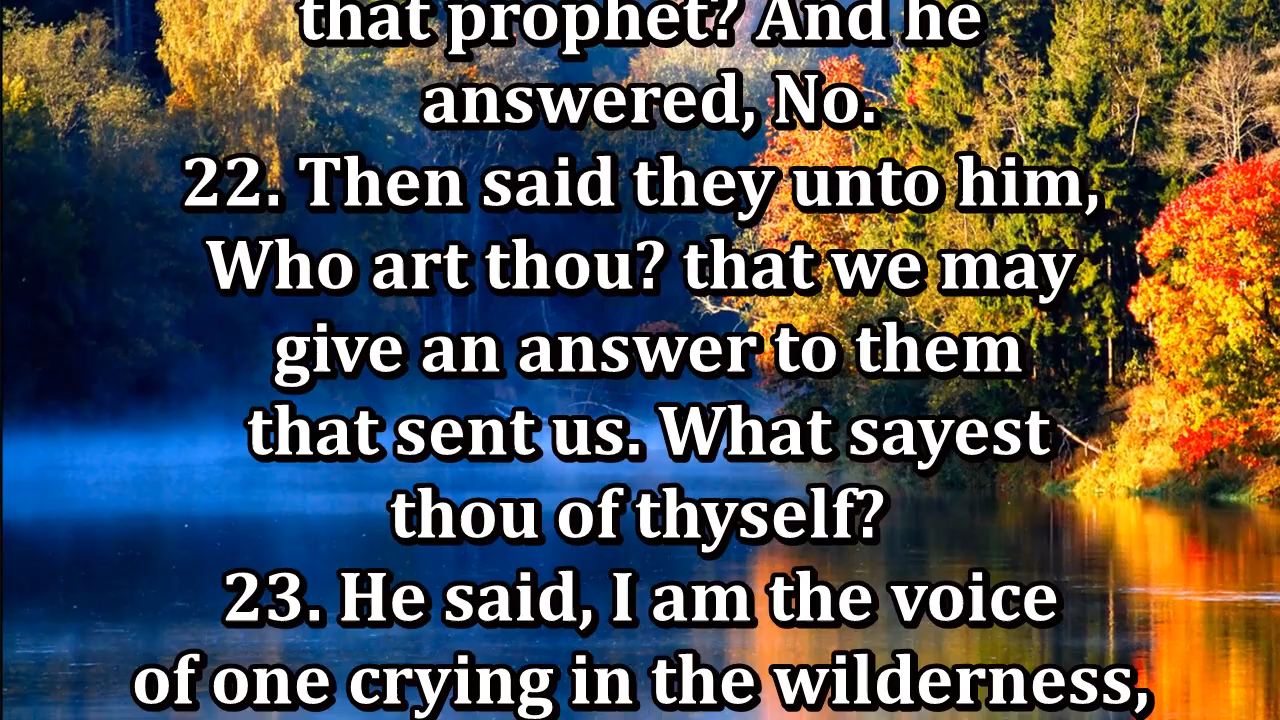 that prophet? And he
answered, No.
22. Then said they unto him,
Who art thou? that we may
give an answer to them
that sent us. What sayest
thou of thyself?
23. He said, I am the voice
of one crying in the wilderness,